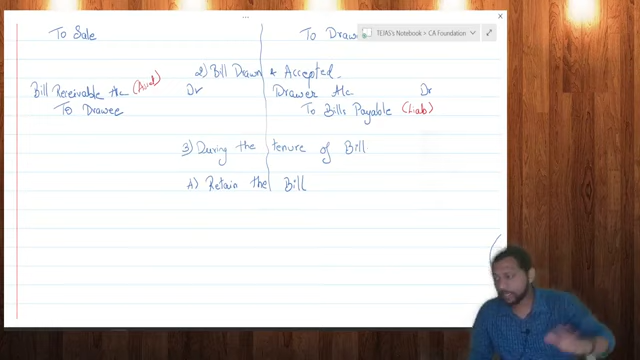 ...
TEJAS's Notebook > CA Foundation
To Sale To Draw
2) Bill Drawn & Accepted.
Bill Receivable A/c (Asset) Dr Drawer A/c Dr
To Drawee To Bills Payable (Liab)
3) During the tenure of Bill
A) Retain the Bill